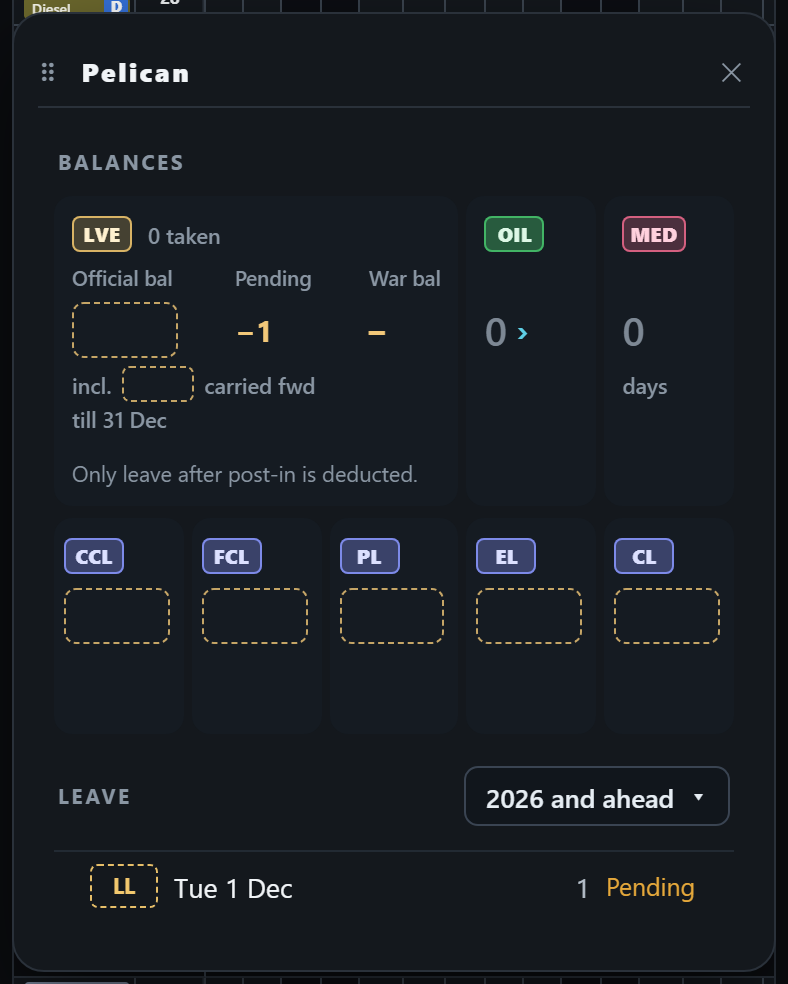 Diesel D 28
Pelican
BALANCES
LVE 0 taken
Official bal Pending War bal
–1 –
incl. carried fwd
till 31 Dec
Only leave after post-in is deducted.
OIL
0 ›
MED
0
days
CCL FCL PL EL CL
LEAVE 2026 and ahead ▾
LL Tue 1 Dec 1 Pending